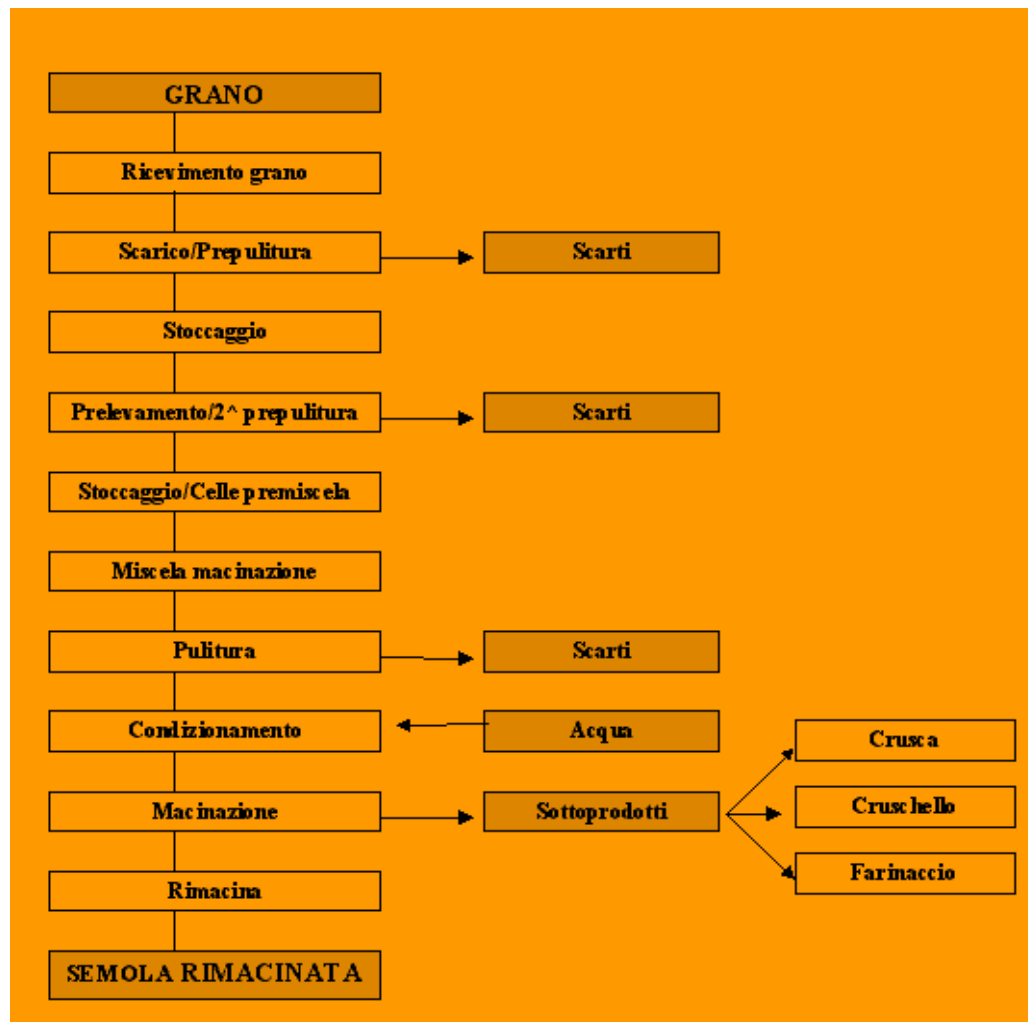 GRANO
Ricevimento grano
Scarico/Prepulitura
Scarti
Stoccaggio
Prelevamento/2^ prepulitura
Scarti
Stoccaggio/Celle premiscela
Miscela macinazione
Pulitura
Scarti
Condizionamento
Acqua
Crusca
Macinazione
Sottoprodotti
Cruschello
Rimacina
Farinaccio
SEMOLA RIMACINATA